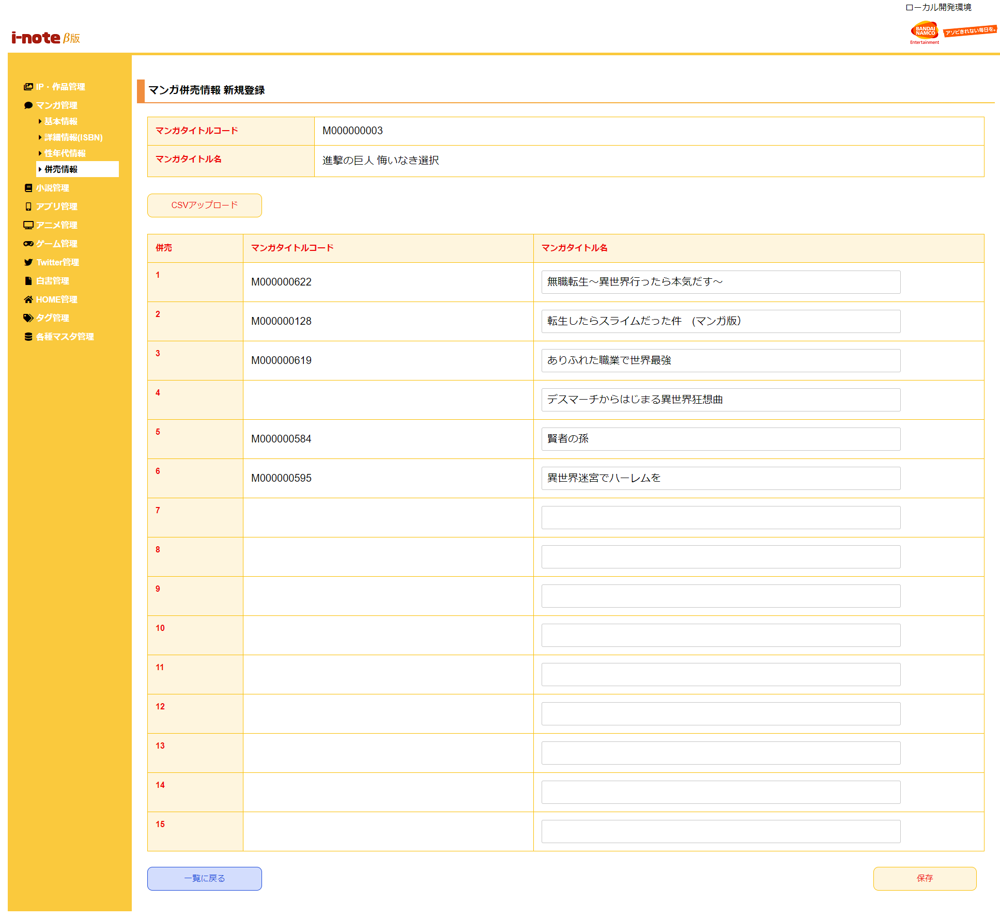 ローカル開発環境
i-note β版
BANDAI
NAMCO
Entertainment
アソビきれない毎日を。
IP・作品管理
マンガ管理
基本情報
詳細情報(ISBN)
性年代情報
併売情報
小説管理
アプリ管理
アニメ管理
ゲーム管理
Twitter管理
白書管理
HOME管理
タグ管理
各種マスタ管理
マンガ併売情報 新規登録
マンガタイトルコード M000000003
マンガタイトル名 進撃の巨人 悔いなき選択
CSVアップロード
併売 マンガタイトルコード マンガタイトル名
1 M000000622 無職転生～異世界行ったら本気だす～
2 M000000128 転生したらスライムだった件　(マンガ版）
3 M000000619 ありふれた職業で世界最強
4 デスマーチからはじまる異世界狂想曲
5 M000000584 賢者の孫
6 M000000595 異世界迷宮でハーレムを
7
8
9
10
11
12
13
14
15
一覧に戻る 保存